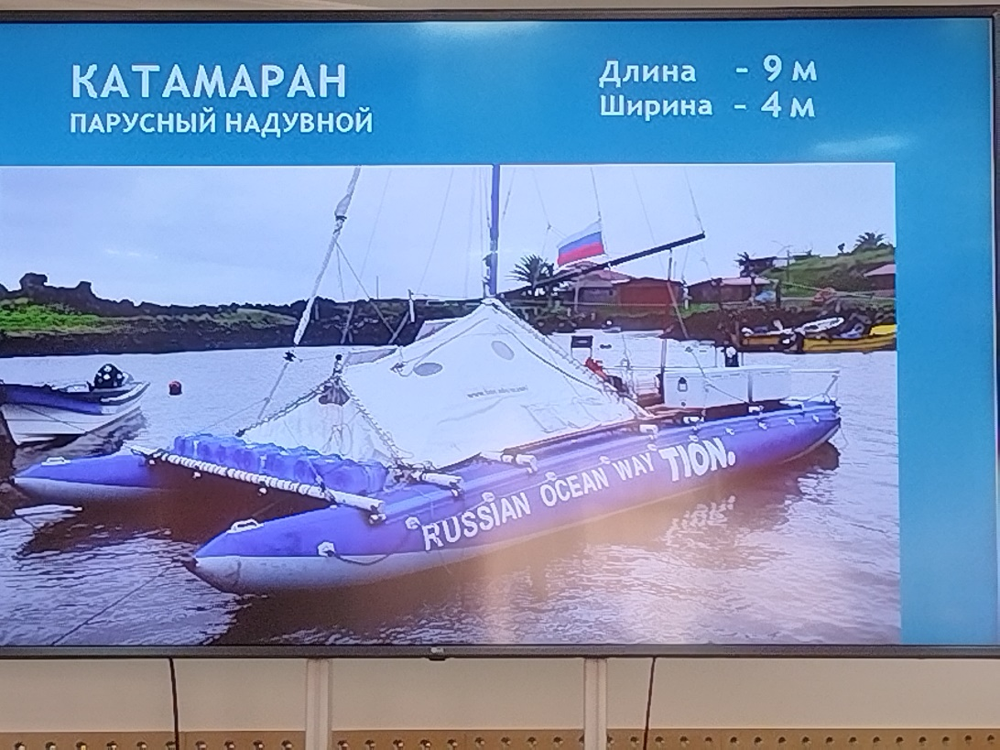 КАТАМАРАН
ПАРУСНЫЙ НАДУВНОЙ
Длина - 9 м
Ширина - 4 м
RUSSIAN OCEAN WAY TION.